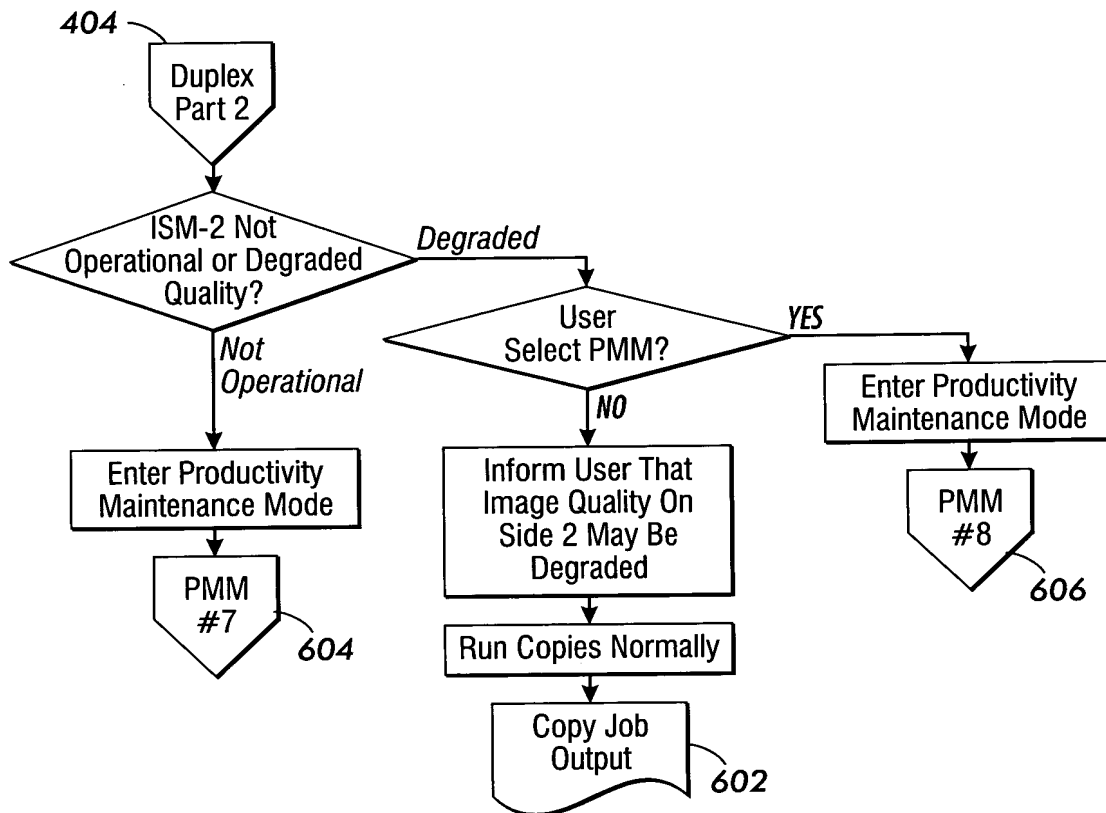 404
Duplex
Part 2
ISM-2 Not
Operational or Degraded
Quality?
Degraded
Not
Operational
User
Select PMM?
YES
NO
Enter Productivity
Maintenance Mode
PMM
#8
606
Enter Productivity
Maintenance Mode
PMM
#7
604
Inform User That
Image Quality On
Side 2 May Be
Degraded
Run Copies Normally
Copy Job
Output
602